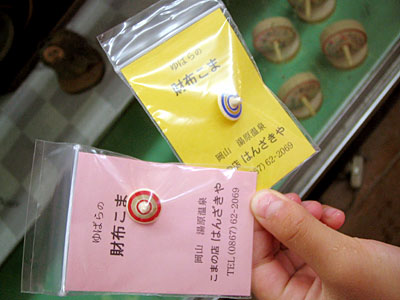 ゆばらの
財布こま
岡山 湯原温泉
こまの店 はんざきや
TEL (0867) 62-2069
ゆばらの
財布こま
岡山 湯原温泉
の店 はんざきや
(0867) 62-2069